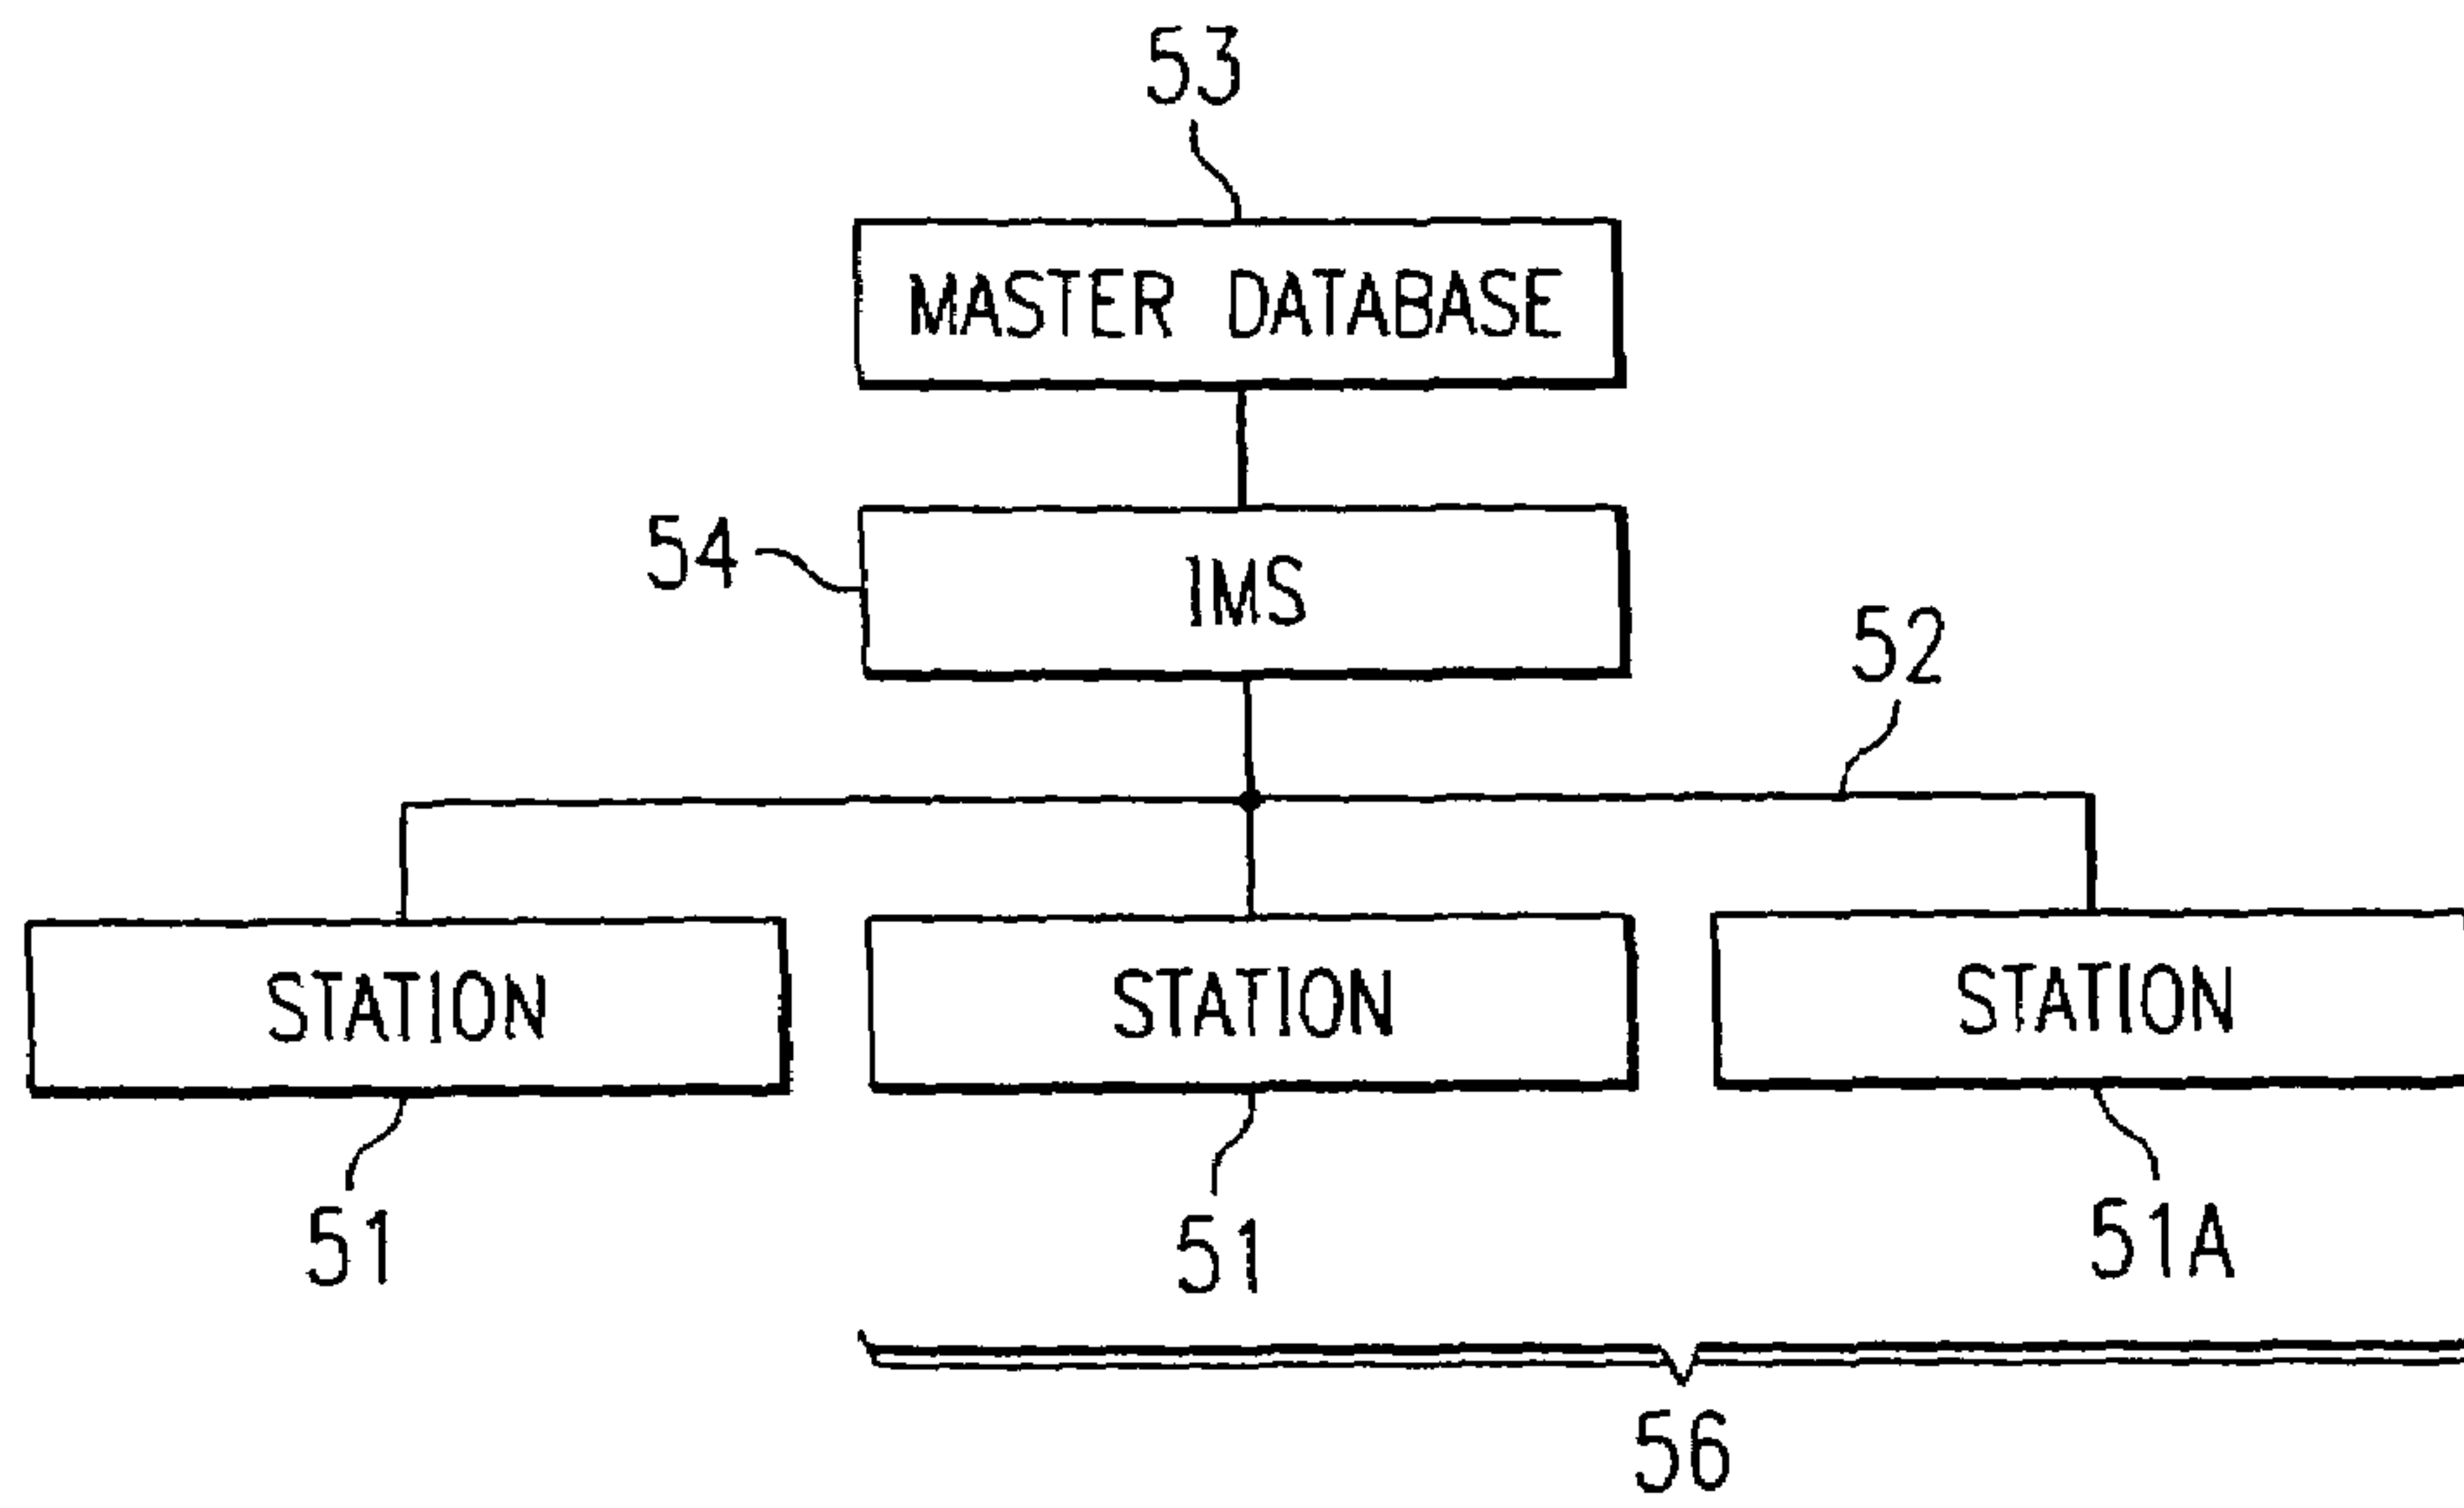 53
MASTER DATABASE
54
IMS
52
STATION
STATION
STATION
51
51
51A
56